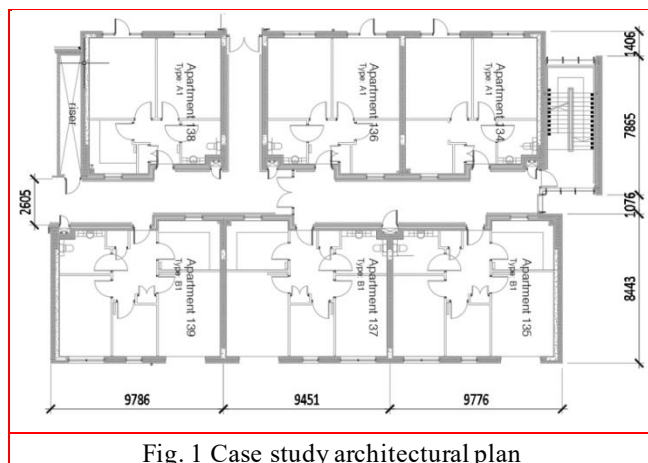 Apartment 138
Type: A1
Apartment 136
Type: A1
Apartment 134
Type: A1
riser
1406
7865
1076
8443
2605
Apartment 139
Type: B1
Apartment 137
Type: B1
Apartment 135
Type: B1
9786
9451
9776
Fig. 1 Case study architectural plan